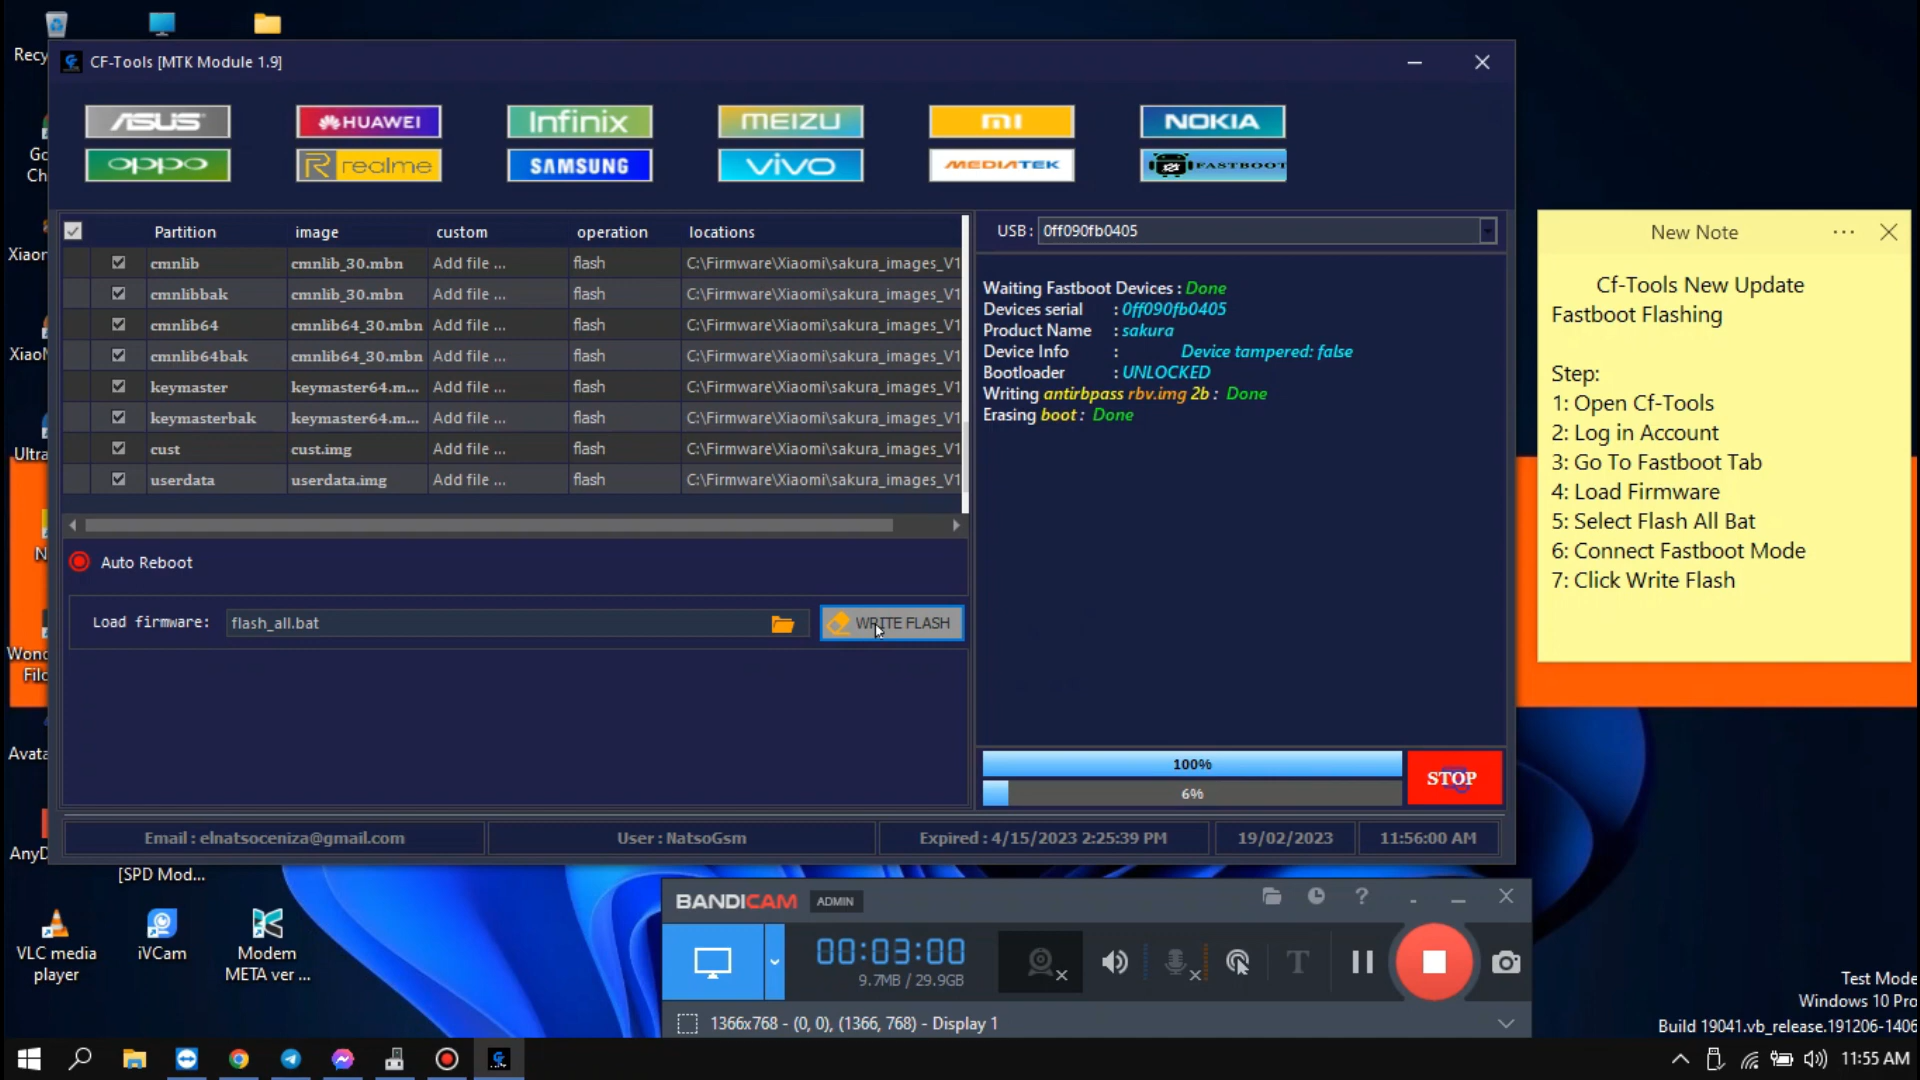 Recy
CF-Tools [MTK Module 1.9]
ASUS
HUAWEI
Infinix
MEIZU
NOKIA
oppo
realme
SAMSUNG
vivo
MEDIATEK
FASTBOOT
Go
Ch
Xiaor
Ultra
N
Wond
Filo
Avata
AnyD
Partition image custom operation locations
cmnlib cmnlib_30.mbn Add file ... flash C:\Firmware\Xiaomi\sakura_images_V1
cmnlibbak cmnlib_30.mbn Add file ... flash C:\Firmware\Xiaomi\sakura_images_V1
cmnlib64 cmnlib64_30.mbn Add file ... flash C:\Firmware\Xiaomi\sakura_images_V1
cmnlib64bak cmnlib64_30.mbn Add file ... flash C:\Firmware\Xiaomi\sakura_images_V1
keymaster keymaster64.m... Add file ... flash C:\Firmware\Xiaomi\sakura_images_V1
keymasterbak keymaster64.m... Add file ... flash C:\Firmware\Xiaomi\sakura_images_V1
cust cust.img Add file ... flash C:\Firmware\Xiaomi\sakura_images_V1
userdata userdata.img Add file ... flash C:\Firmware\Xiaomi\sakura_images_V1
Auto Reboot
Load firmware: flash_all.bat WRITE FLASH
USB : 0ff090fb0405
Waiting Fastboot Devices : Done
Devices serial : 0ff090fb0405
Product Name : sakura
Device Info : Device tampered: false
Bootloader : UNLOCKED
Writing antirbpass rbv.img 2b : Done
Erasing boot : Done
100%
6%
STOP
Email : elnatsoceniza@gmail.com User : NatsoGsm Expired : 4/15/2023 2:25:39 PM 19/02/2023 11:56:00 AM
New Note
Cf-Tools New Update
Fastboot Flashing
Step:
1: Open Cf-Tools
2: Log in Account
3: Go To Fastboot Tab
4: Load Firmware
5: Select Flash All Bat
6: Connect Fastboot Mode
7: Click Write Flash
[SPD Mod...
VLC media
player
iVCam
Modem
META ver ...
BANDICAM ADMIN
00:03:00
9.7MB / 29.9GB
1366x768 - (0, 0), (1366, 768) - Display 1
Test Mode
Windows 10 Pro
Build 19041.vb_release.191206-1406
11:55 AM